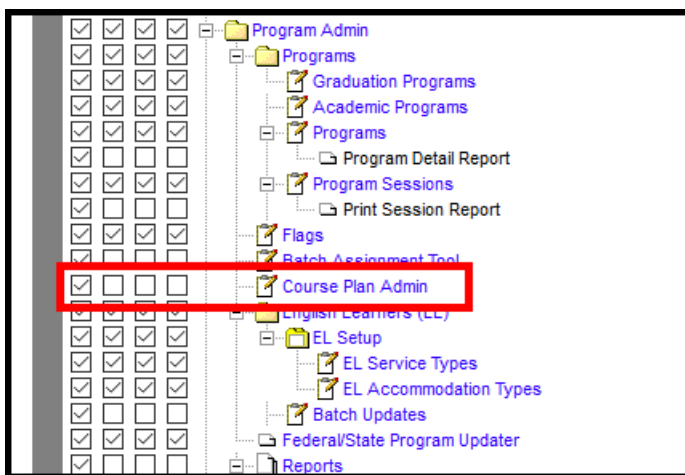 Program Admin
Programs
Graduation Programs
Academic Programs
Programs
Program Detail Report
Program Sessions
Print Session Report
Flags
Batch Assignment Tool
Course Plan Admin
English Learners (EL)
EL Setup
EL Service Types
EL Accommodation Types
Batch Updates
Federal/State Program Updater
Reports